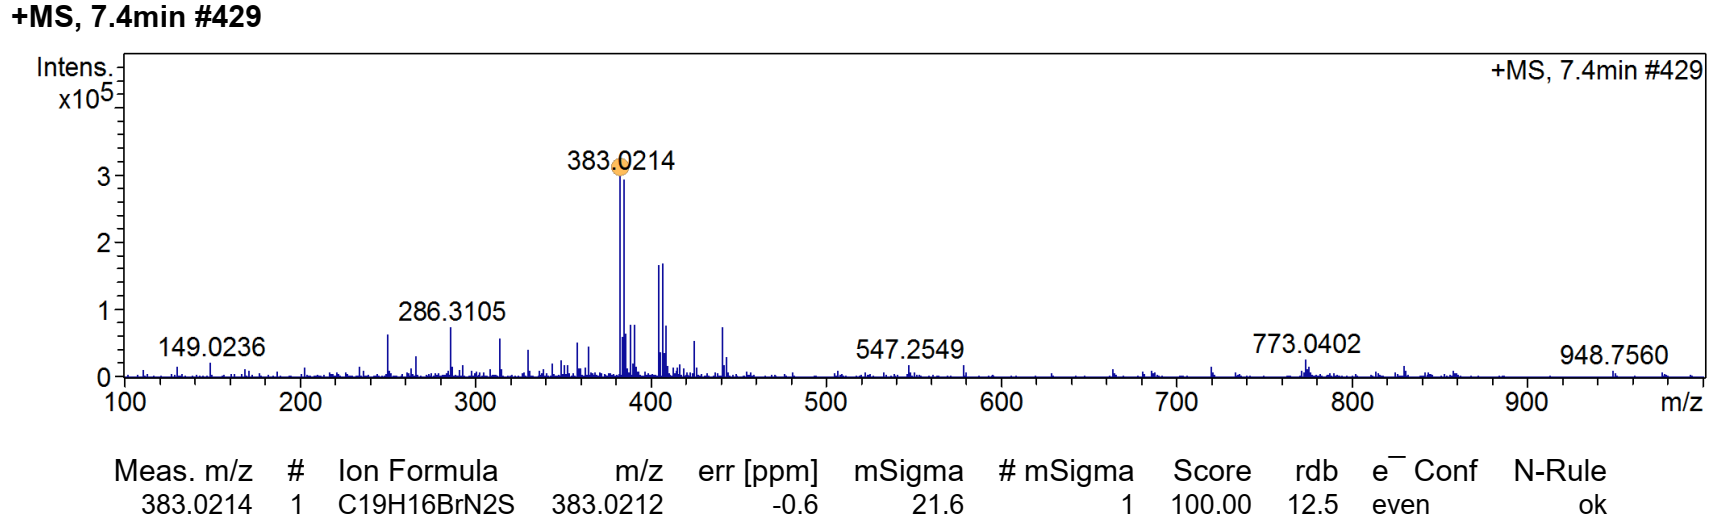 +MS, 7.4min #429
Intens.
x10⁵
+MS, 7.4min #429
383.0214
3
2
286.3105
1
149.0236
547.2549
773.0402
948.7560
0
100 200 300 400 500 600 700 800 900 m/z
Meas. m/z # Ion Formula m/z err [ppm] mSigma # mSigma Score rdb e¯ Conf N-Rule
383.0214 1 C19H16BrN2S 383.0212 -0.6 21.6 1 100.00 12.5 even ok